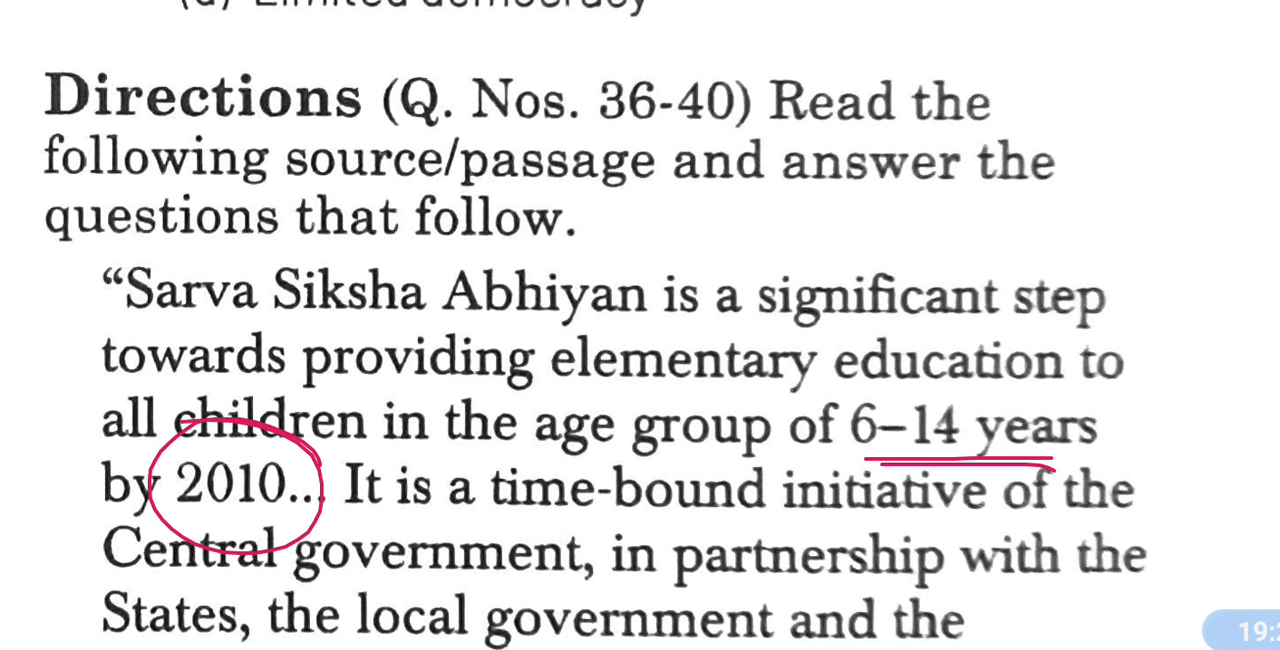 (d) Limited democracy
Directions (Q. Nos. 36-40) Read the
following source/passage and answer the
questions that follow.
“Sarva Siksha Abhiyan is a significant step
towards providing elementary education to
all children in the age group of 6–14 years
by 2010... It is a time-bound initiative of the
Central government, in partnership with the
States, the local government and the